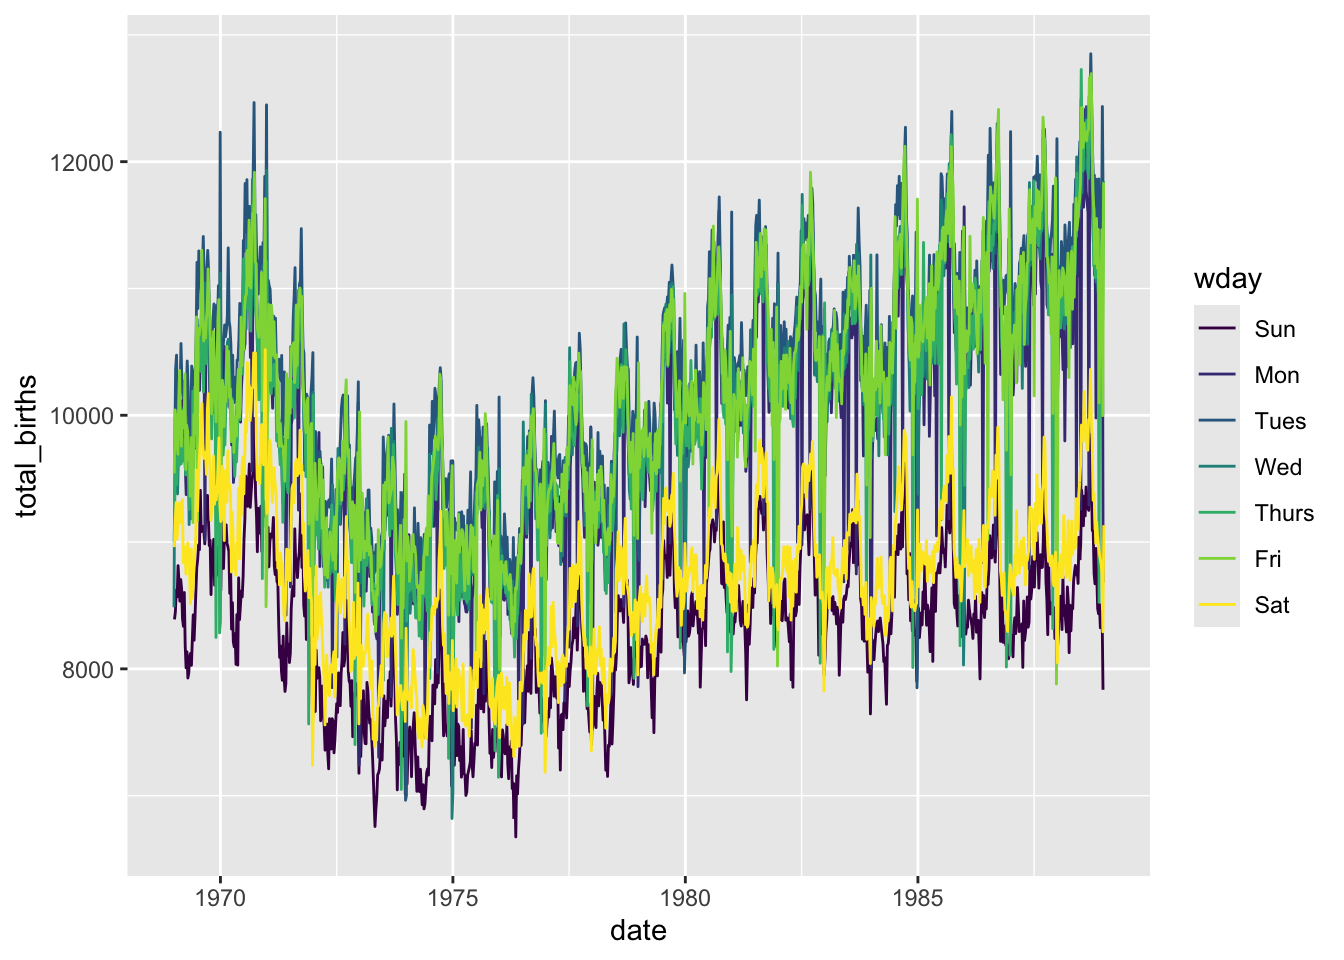 total_births
12000
10000
8000
1970
1975
1980
1985
date
wday
Sun
Mon
Tues
Wed
Thurs
Fri
Sat